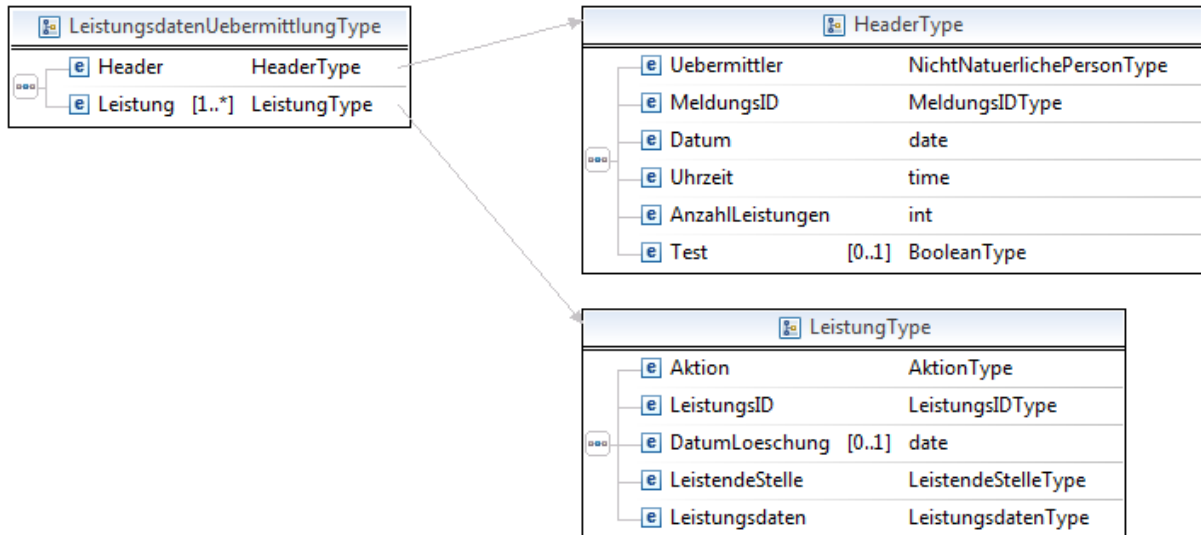 LeistungsdatenUebermittlungType
e Header HeaderType
e Leistung [1..*] LeistungType
HeaderType
e Uebermittler NichtNatuerlichePersonType
e MeldungsID MeldungsIDType
e Datum date
e Uhrzeit time
e AnzahlLeistungen int
e Test [0..1] BooleanType
LeistungType
e Aktion AktionType
e LeistungsID LeistungsIDType
e DatumLoeschung [0..1] date
e LeistendeStelle LeistendeStelleType
e Leistungsdaten LeistungsdatenType